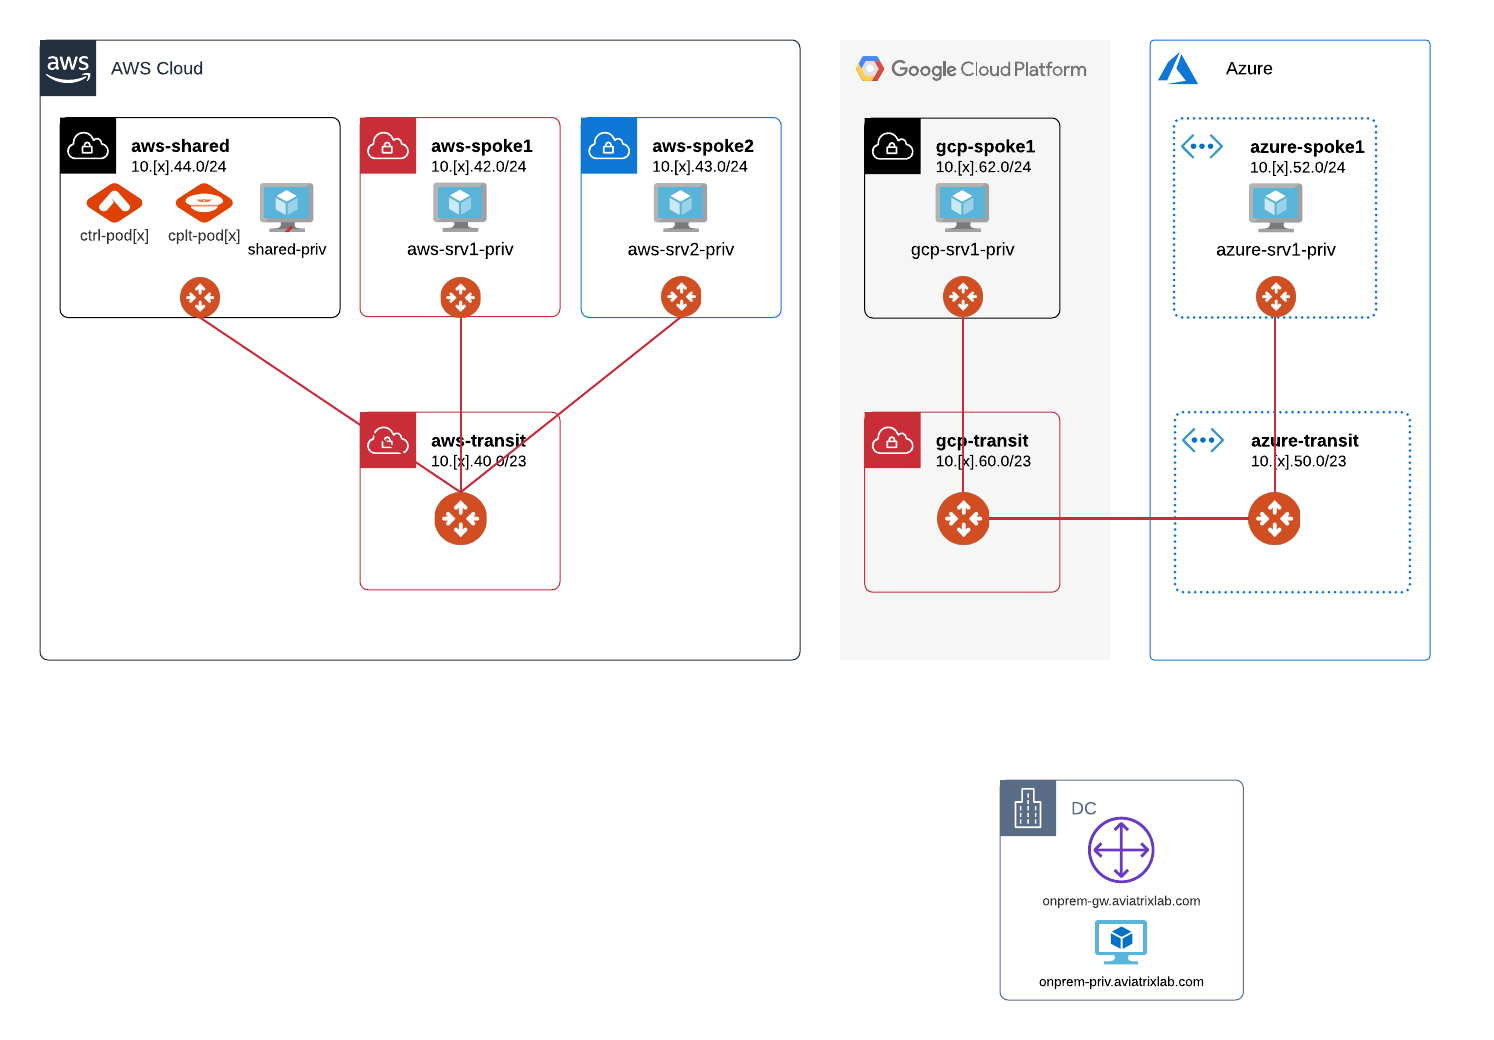 aws
AWS Cloud
aws-shared
10.[x].44.0/24
ctrl-pod[x]
cplt-pod[x]
shared-priv
aws-spoke1
10.[x].42.0/24
aws-srv1-priv
aws-spoke2
10.[x].43.0/24
aws-srv2-priv
aws-transit
10.[x].40.0/23
Google Cloud Platform
gcp-spoke1
10.[x].62.0/24
gcp-srv1-priv
gcp-transit
10.[x].60.0/23
Azure
azure-spoke1
10.[x].52.0/24
azure-srv1-priv
azure-transit
10.[x].50.0/23
DC
onprem-gw.aviatrixlab.com
onprem-priv.aviatrixlab.com